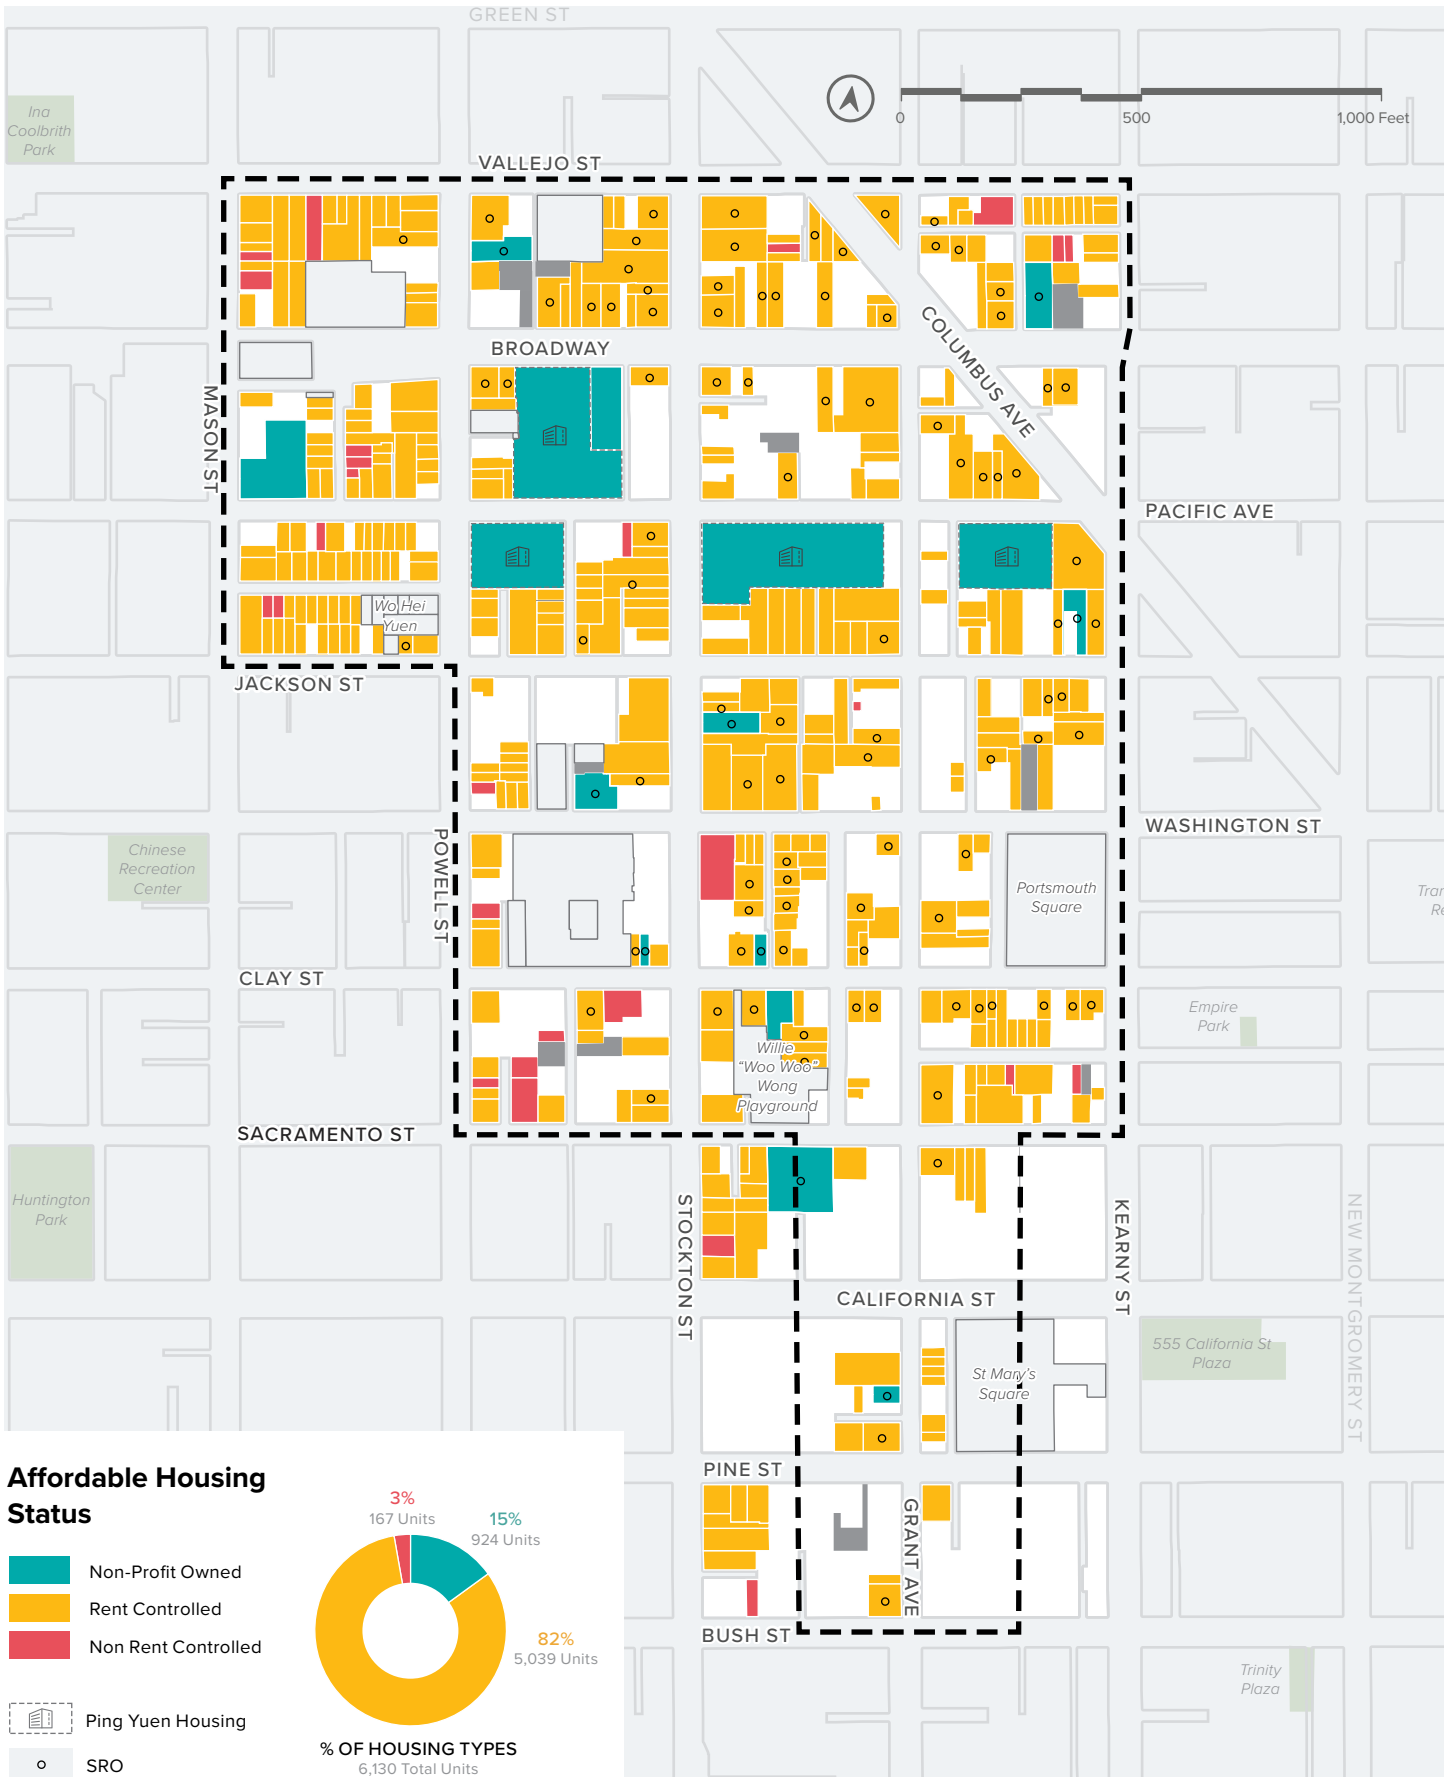 GREEN ST
Ina
Coolbrith
Park
0
500
1,000 Feet
VALLEJO ST
BROADWAY
COLUMBUS AVE
MASON ST
PACIFIC AVE
Wo Hei
Yuen
JACKSON ST
WASHINGTON ST
POWELL ST
Chinese
Recreation
Center
Portsmouth
Square
CLAY ST
Empire
Park
Willie
"Woo Woo"
Wong
Playground
SACRAMENTO ST
Huntington
Park
STOCKTON ST
KEARNY ST
NEW MONTGROMERY ST
CALIFORNIA ST
555 California St
Plaza
St Mary's
Square
PINE ST
GRANT AVE
BUSH ST
Trinity
Plaza
Affordable Housing
Status
Non-Profit Owned
Rent Controlled
Non Rent Controlled
Ping Yuen Housing
SRO
3%
167 Units
15%
924 Units
82%
5,039 Units
% OF HOUSING TYPES
6,130 Total Units